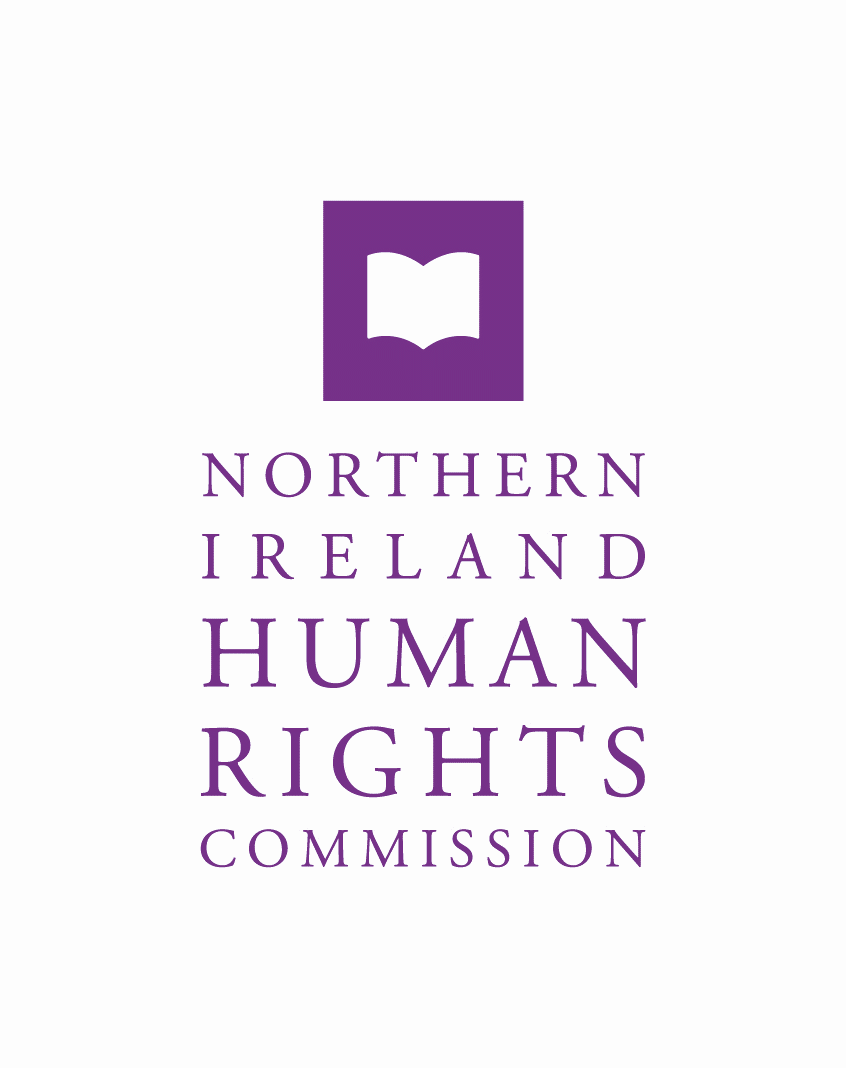 NORTHERN
IRELAND
HUMAN
RIGHTS
COMMISSION